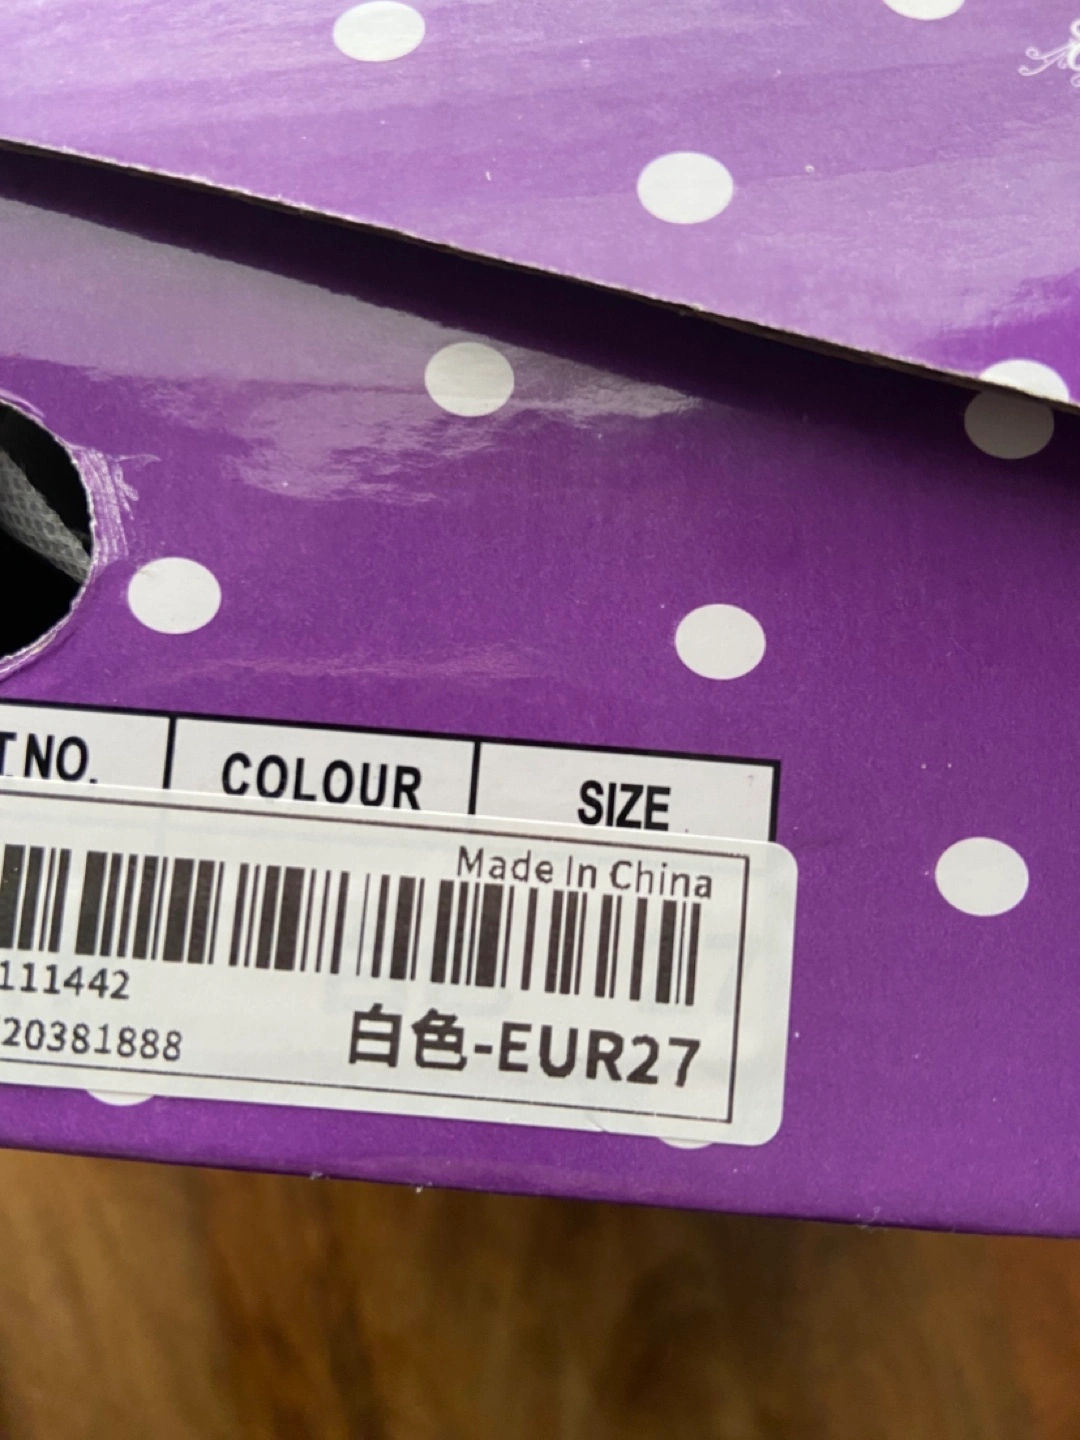 T NO. COLOUR SIZE
Made In China
111442
20381888
白色-EUR27